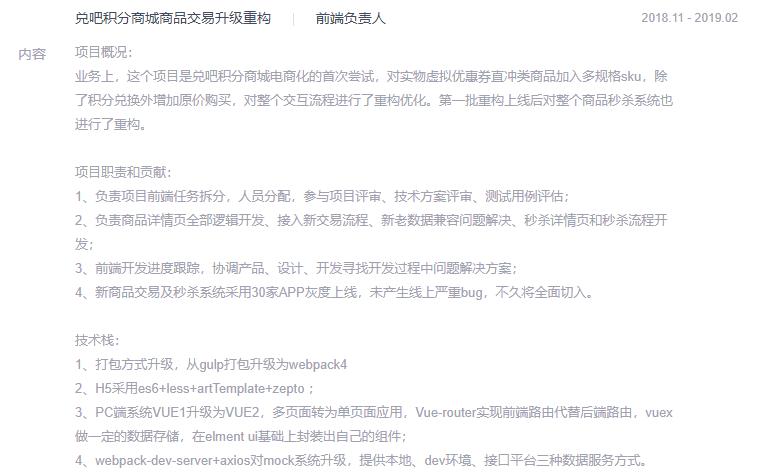 兑吧积分商城商品交易升级重构 | 前端负责人 2018.11 - 2019.02
内容
项目概况：
业务上，这个项目是兑吧积分商城电商化的首次尝试，对实物虚拟优惠券直冲类商品加入多规格sku，除
了积分兑换外增加原价购买，对整个交互流程进行了重构优化。第一批重构上线后对整个商品秒杀系统也
进行了重构。
项目职责和贡献：
1、负责项目前端任务拆分，人员分配，参与项目评审、技术方案评审、测试用例评估；
2、负责商品详情页全部逻辑开发、接入新交易流程、新老数据兼容问题解决、秒杀详情页和秒杀流程开
发；
3、前端开发进度跟踪，协调产品、设计、开发寻找开发过程中问题解决方案；
4、新商品交易及秒杀系统采用30家APP灰度上线，未产生线上严重bug，不久将全面切入。
技术栈：
1、打包方式升级，从gulp打包升级为webpack4
2、H5采用es6+less+artTemplate+zepto ；
3、PC端系统VUE1升级为VUE2，多页面转为单页面应用，Vue-router实现前端路由代替后端路由，vuex
做一定的数据存储，在elment ui基础上封装出自己的组件；
4、webpack-dev-server+axios对mock系统升级，提供本地、dev环境、接口平台三种数据服务方式。